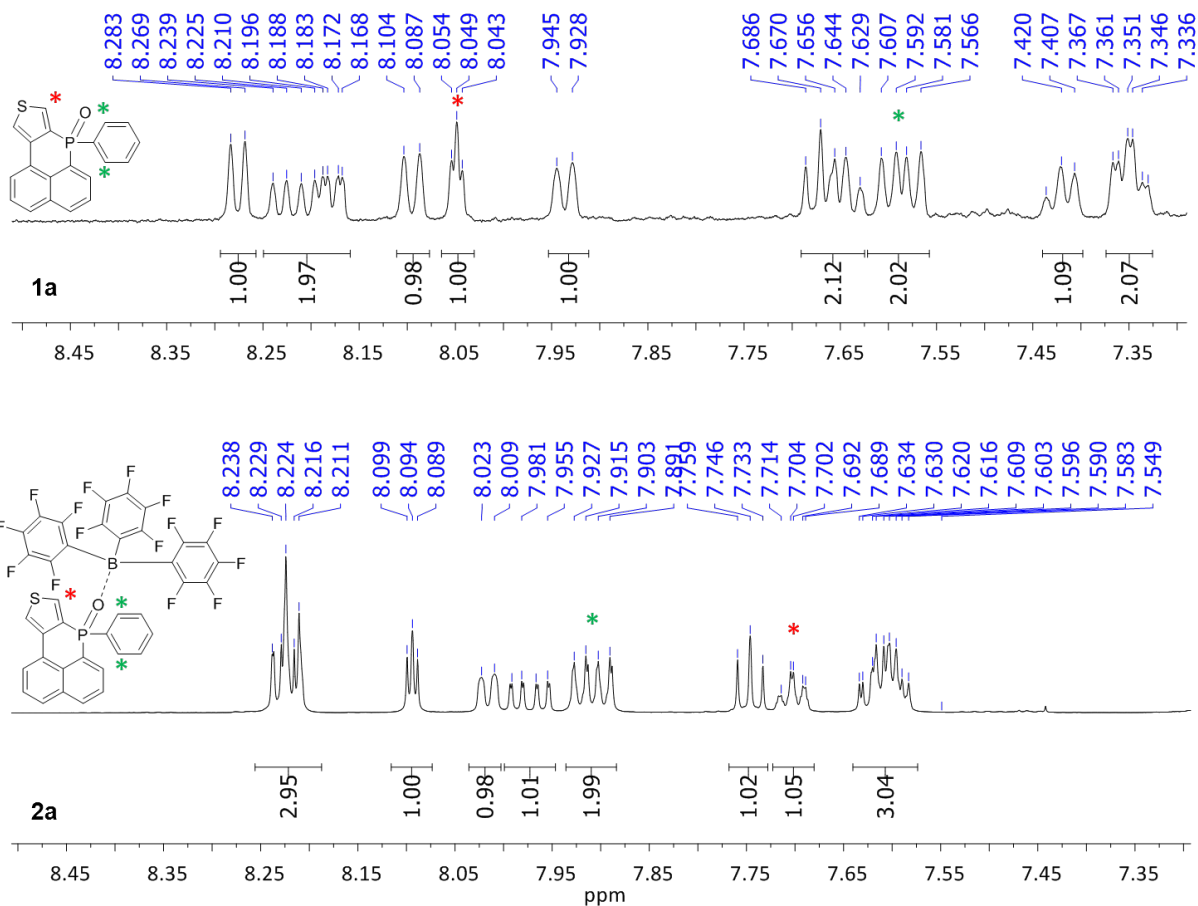 8.283 8.269 8.239 8.225 8.210 8.196 8.188 8.183 8.172 8.168 8.104 8.087 8.054 8.049 8.043 7.945 7.928 7.686 7.670 7.656 7.644 7.629 7.607 7.592 7.581 7.566 7.420 7.407 7.367 7.361 7.351 7.346 7.336
* * *
S O *
P
*
1.00 1.97 0.98 1.00 1.00 2.12 2.02 1.09 2.07
1a
8.45 8.35 8.25 8.15 8.05 7.95 7.85 7.75 7.65 7.55 7.45 7.35
8.238 8.229 8.224 8.216 8.211 8.099 8.094 8.089 8.023 8.009 7.981 7.955 7.927 7.915 7.903 7.891 7.759 7.746 7.733 7.714 7.704 7.702 7.692 7.689 7.634 7.630 7.620 7.616 7.609 7.603 7.596 7.590 7.583 7.549
F F F F F
F F F F F
F F F F F
B
* *
S * O *
P
*
2.95 1.00 0.98 1.01 1.99 1.02 1.05 3.04
2a
8.45 8.35 8.25 8.15 8.05 7.95 7.85 7.75 7.65 7.55 7.45 7.35
ppm